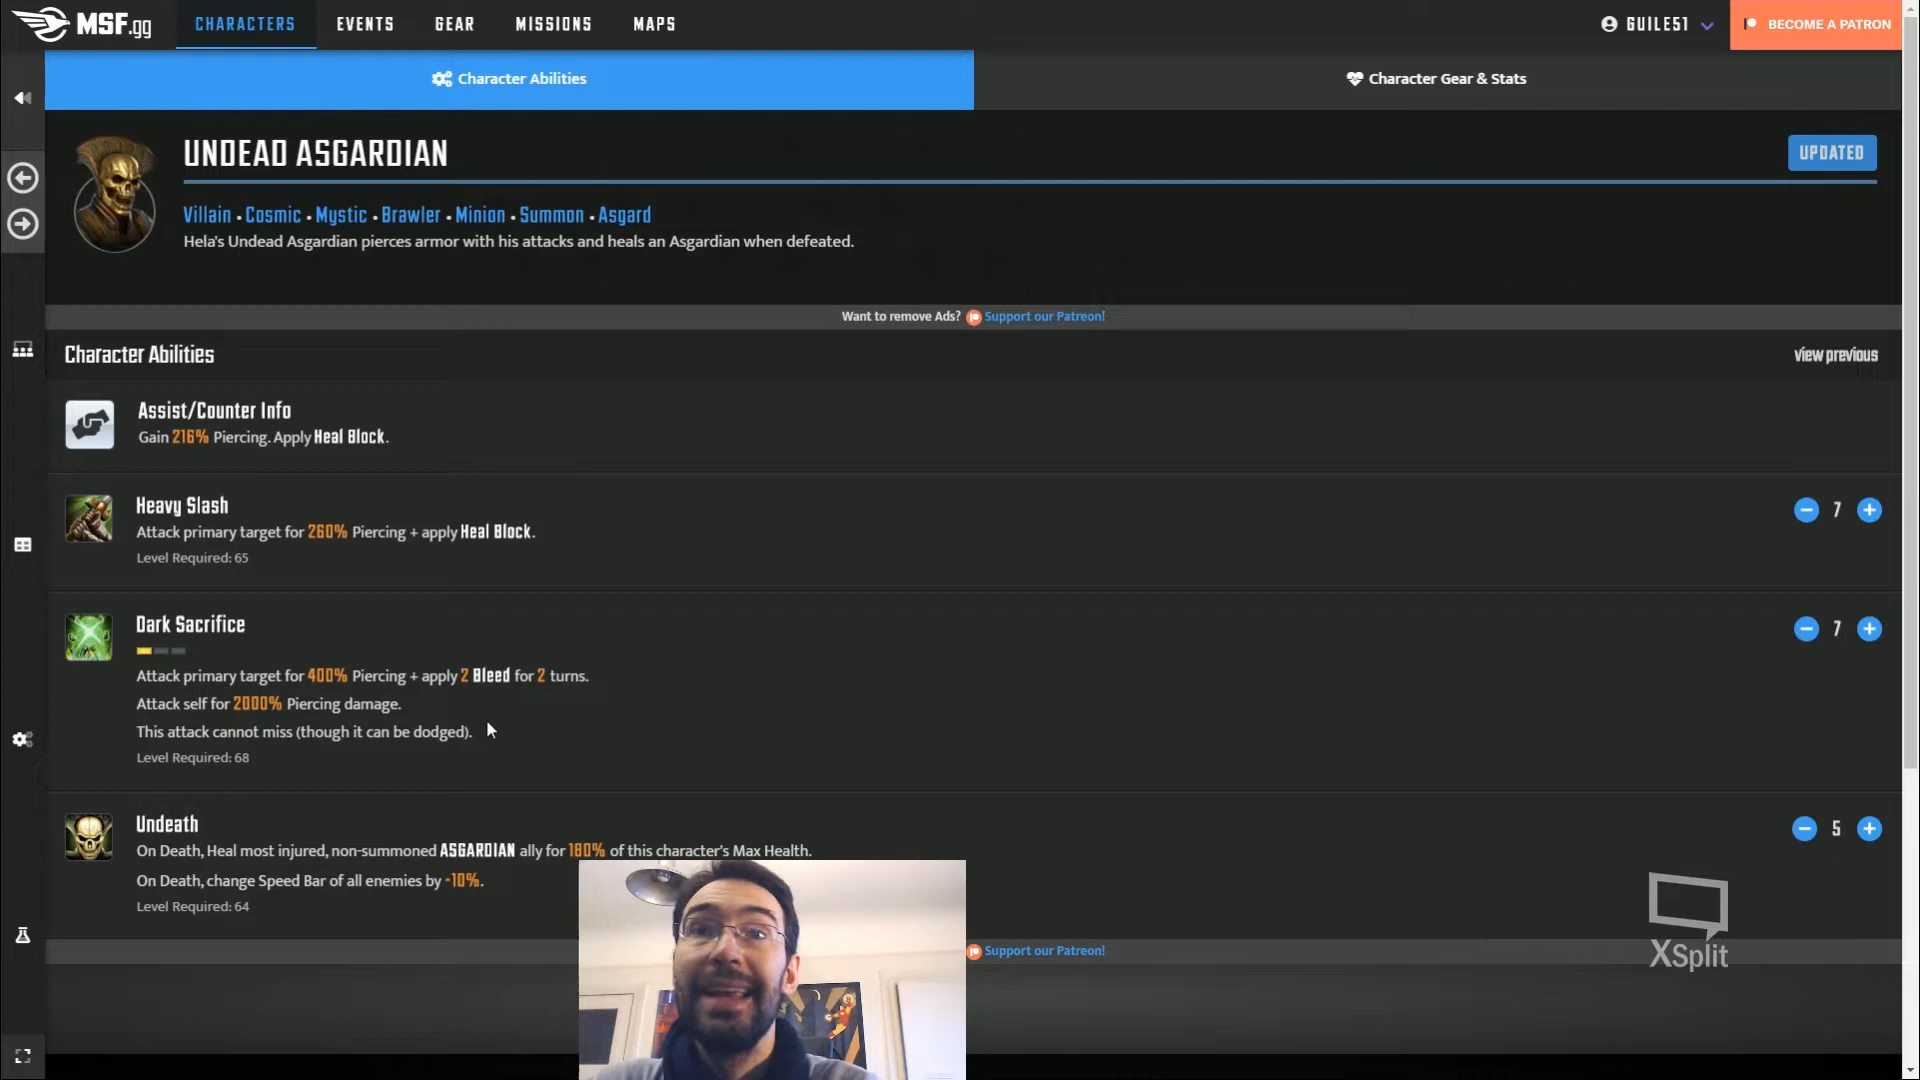 MSF.gg
CHARACTERS
EVENTS
GEAR
MISSIONS
MAPS
GUILE51
BECOME A PATRON
Character Abilities
Character Gear & Stats
UNDEAD ASGARDIAN
UPDATED
Villain • Cosmic • Mystic • Brawler • Minion • Summon • Asgard
Hela's Undead Asgardian pierces armor with his attacks and heals an Asgardian when defeated.
Want to remove Ads? Support our Patreon!
Character Abilities
view previous
Assist/Counter Info
Gain 216% Piercing. Apply Heal Block.
Heavy Slash
Attack primary target for 260% Piercing + apply Heal Block.
Level Required: 65
7
Dark Sacrifice
7
Attack primary target for 400% Piercing + apply 2 Bleed for 2 turns.
Attack self for 2000% Piercing damage.
This attack cannot miss (though it can be dodged).
Level Required: 68
Undeath
5
On Death, Heal most injured, non-summoned ASGARDIAN ally for 180% of this character's Max Health.
On Death, change Speed Bar of all enemies by -10%.
Level Required: 64
Support our Patreon!
XSplit